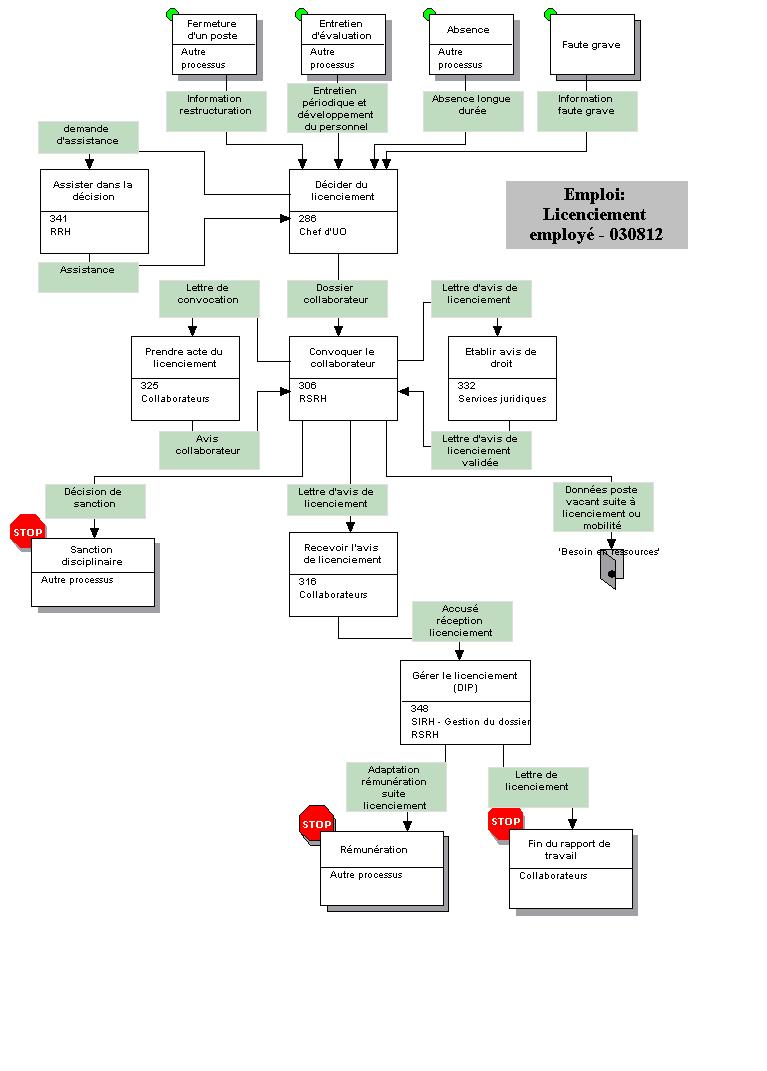 Fermeture
d'un poste
Autre
processus
Entretien
d'évaluation
Autre
processus
Absence
Autre
processus
Faute grave
Information
restructuration
Entretien
périodique et
développement
du personnel
Absence longue
durée
Information
faute grave
demande
d'assistance
Assister dans la
décision
341
RRH
Décider du
licenciement
286
Chef d'UO
Emploi:
Licenciement
employé - 030812
Assistance
Lettre de
convocation
Dossier
collaborateur
Lettre d'avis de
licenciement
Prendre acte du
licenciement
325
Collaborateurs
Convoquer le
collaborateur
306
RSRH
Etablir avis de
droit
332
Services juridiques
Avis
collaborateur
Lettre d'avis de
licenciement
validée
Décision de
sanction
Lettre d'avis de
licenciement
Données poste
vacant suite à
licenciement ou
mobilité
STOP
Sanction
disciplinaire
Autre processus
Recevoir l'avis
de licenciement
316
Collaborateurs
'Besoin en ressources'
Accusé
réception
licenciement
Gérer le licenciement
(DIP)
348
SIRH - Gestion du dossier
RSRH
Adaptation
rémunération
suite
licenciement
Lettre de
licenciement
STOP
Rémunération
Autre processus
STOP
Fin du rapport de
travail
Collaborateurs